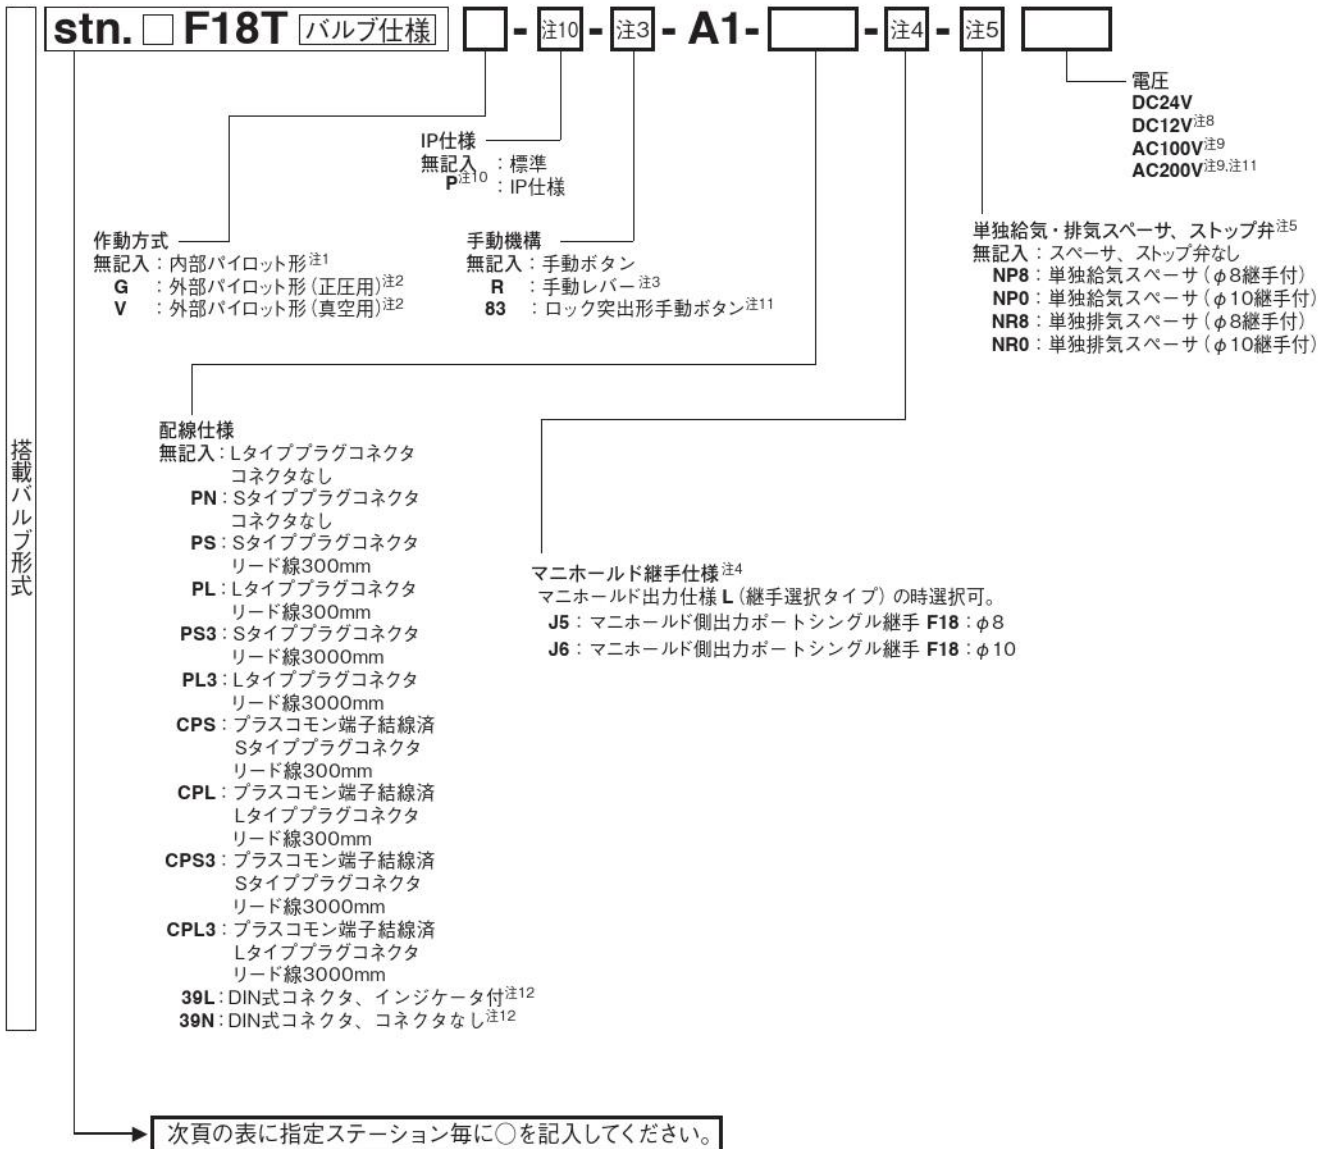 stn. □ F18T バルブ仕様 □ - 注10 - 注3 - A1- □ - 注4 - 注5 □
電圧
DC24V
DC12V注8
AC100V注9
AC200V注9.注11
IP仕様
無記入 : 標準
P注10 : IP仕様
作動方式
無記入 : 内部パイロット形注1
G : 外部パイロット形(正圧用)注2
V : 外部パイロット形(真空用)注2
手動機構
無記入 : 手動ボタン
R : 手動レバー注3
83 : ロック突出形手動ボタン注11
単独給気・排気スペーサ、ストップ弁注5
無記入 : スペーサ、ストップ弁なし
NP8 : 単独給気スペーサ(φ8継手付)
NP0 : 単独給気スペーサ(φ10継手付)
NR8 : 単独排気スペーサ(φ8継手付)
NR0 : 単独排気スペーサ(φ10継手付)
搭載バルブ形式
配線仕様
無記入 : Lタイププラグコネクタ
コネクタなし
PN : Sタイププラグコネクタ
コネクタなし
PS : Sタイププラグコネクタ
リード線300mm
PL : Lタイププラグコネクタ
リード線300mm
PS3 : Sタイププラグコネクタ
リード線3000mm
PL3 : Lタイププラグコネクタ
リード線3000mm
CPS : プラスコモン端子結線済
Sタイププラグコネクタ
リード線300mm
CPL : プラスコモン端子結線済
Lタイププラグコネクタ
リード線300mm
CPS3 : プラスコモン端子結線済
Sタイププラグコネクタ
リード線3000mm
CPL3 : プラスコモン端子結線済
Lタイププラグコネクタ
リード線3000mm
39L : DIN式コネクタ、インジケータ付注12
39N : DIN式コネクタ、コネクタなし注12
マニホールド継手仕様注4
マニホールド出力仕様 L(継手選択タイプ)の時選択可。
J5 : マニホールド側出力ポートシングル継手 F18 : φ8
J6 : マニホールド側出力ポートシングル継手 F18 : φ10
次頁の表に指定ステーション毎に○を記入してください。